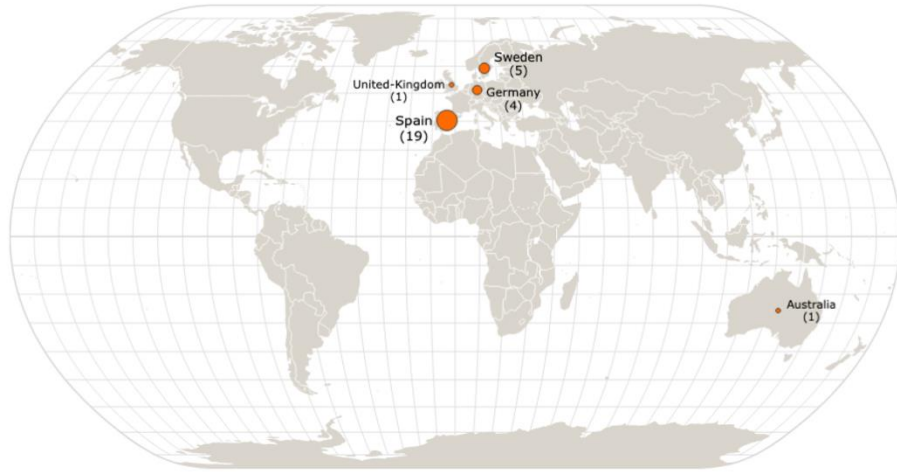 Sweden
(5)
United-Kingdom
(1)
Germany
(4)
Spain
(19)
Australia
(1)